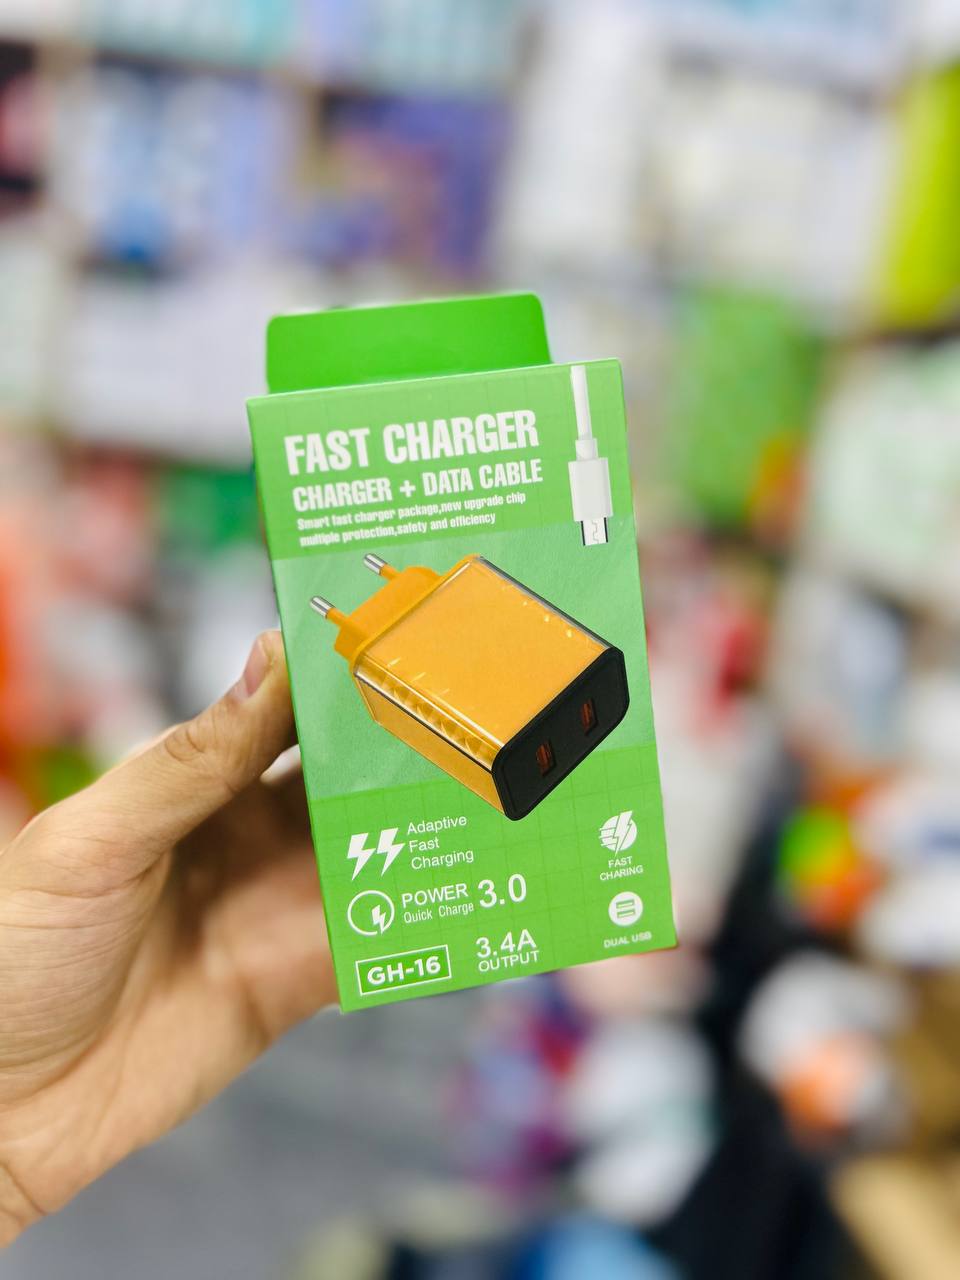 FAST CHARGER
CHARGER + DATA CABLE
Smart fast charger package,new upgrade chip
multiple protection,safety and efficiency
Adaptive
Fast
Charging
POWER
Quick Charge
3.0
GH-16
3.4A
OUTPUT
FAST
CHARING
DUAL USB